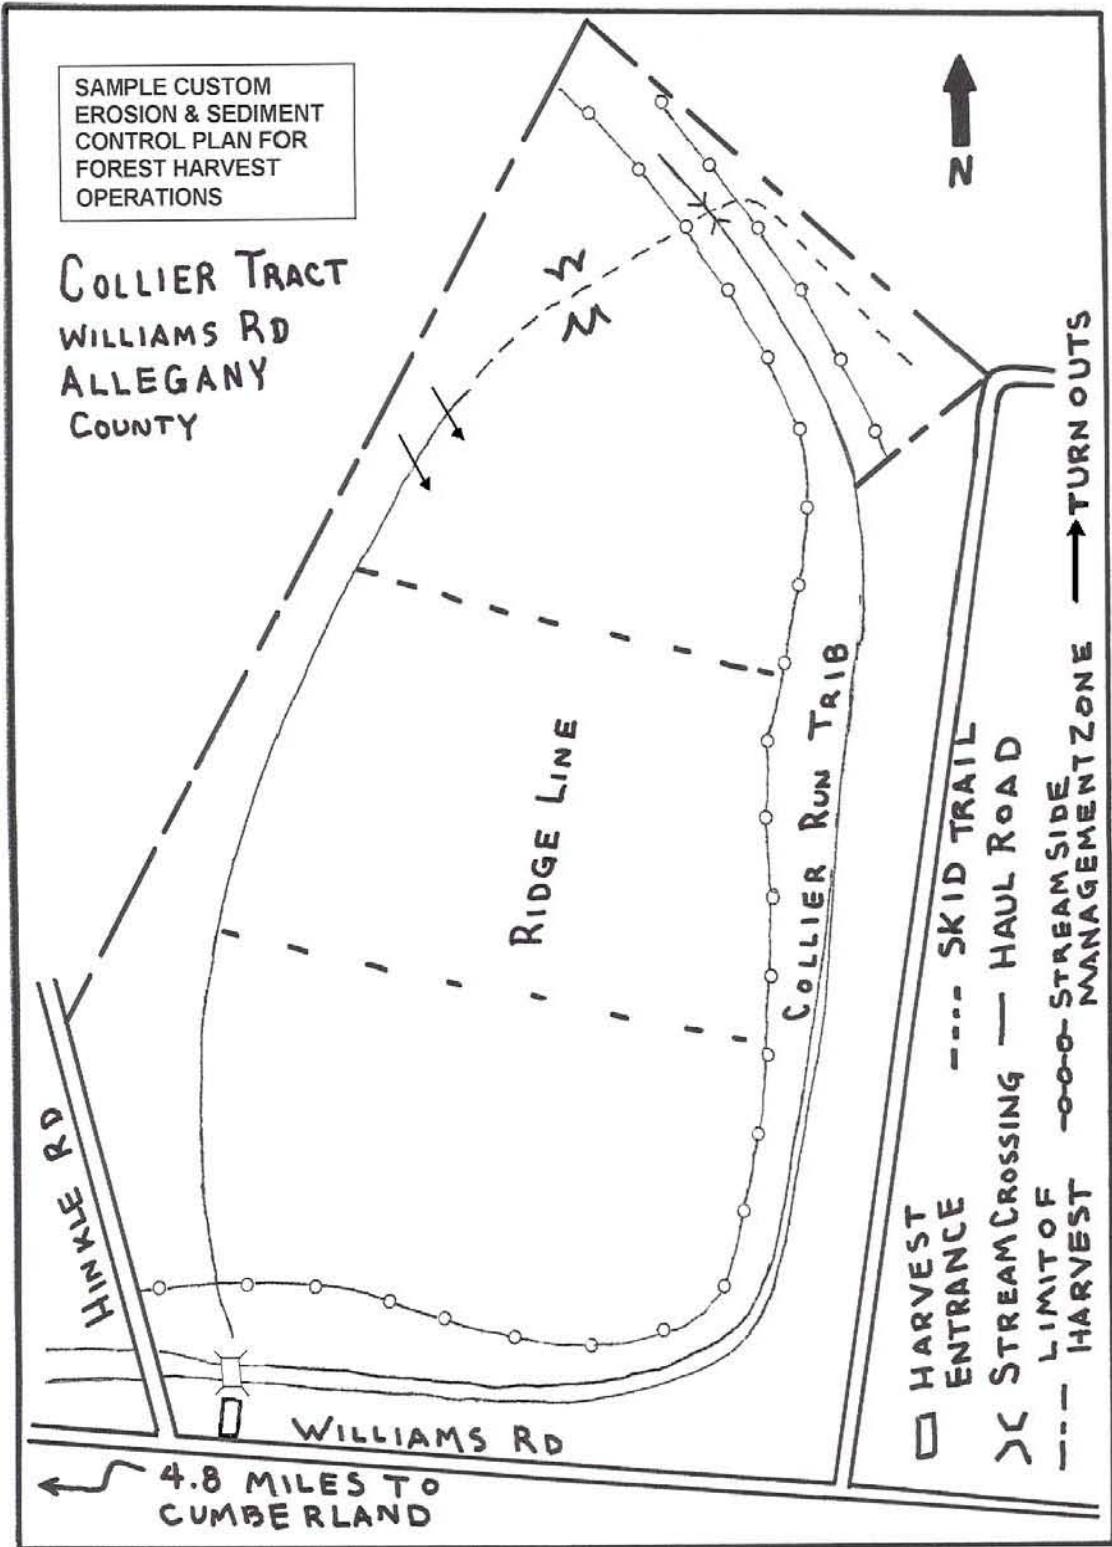 SAMPLE CUSTOM
EROSION & SEDIMENT
CONTROL PLAN FOR
FOREST HARVEST
OPERATIONS
COLLIER TRACT
WILLIAMS RD
ALLEGANY
COUNTY
N
RIDGE LINE
COLLIER RUN TRIB
HINKLE RD
WILLIAMS RD
4.8 MILES TO
CUMBERLAND
HARVEST
ENTRANCE
SKID TRAIL
STREAM CROSSING
HAUL ROAD
LIMIT OF
HARVEST
STREAMSIDE
MANAGEMENT ZONE
TURN OUTS